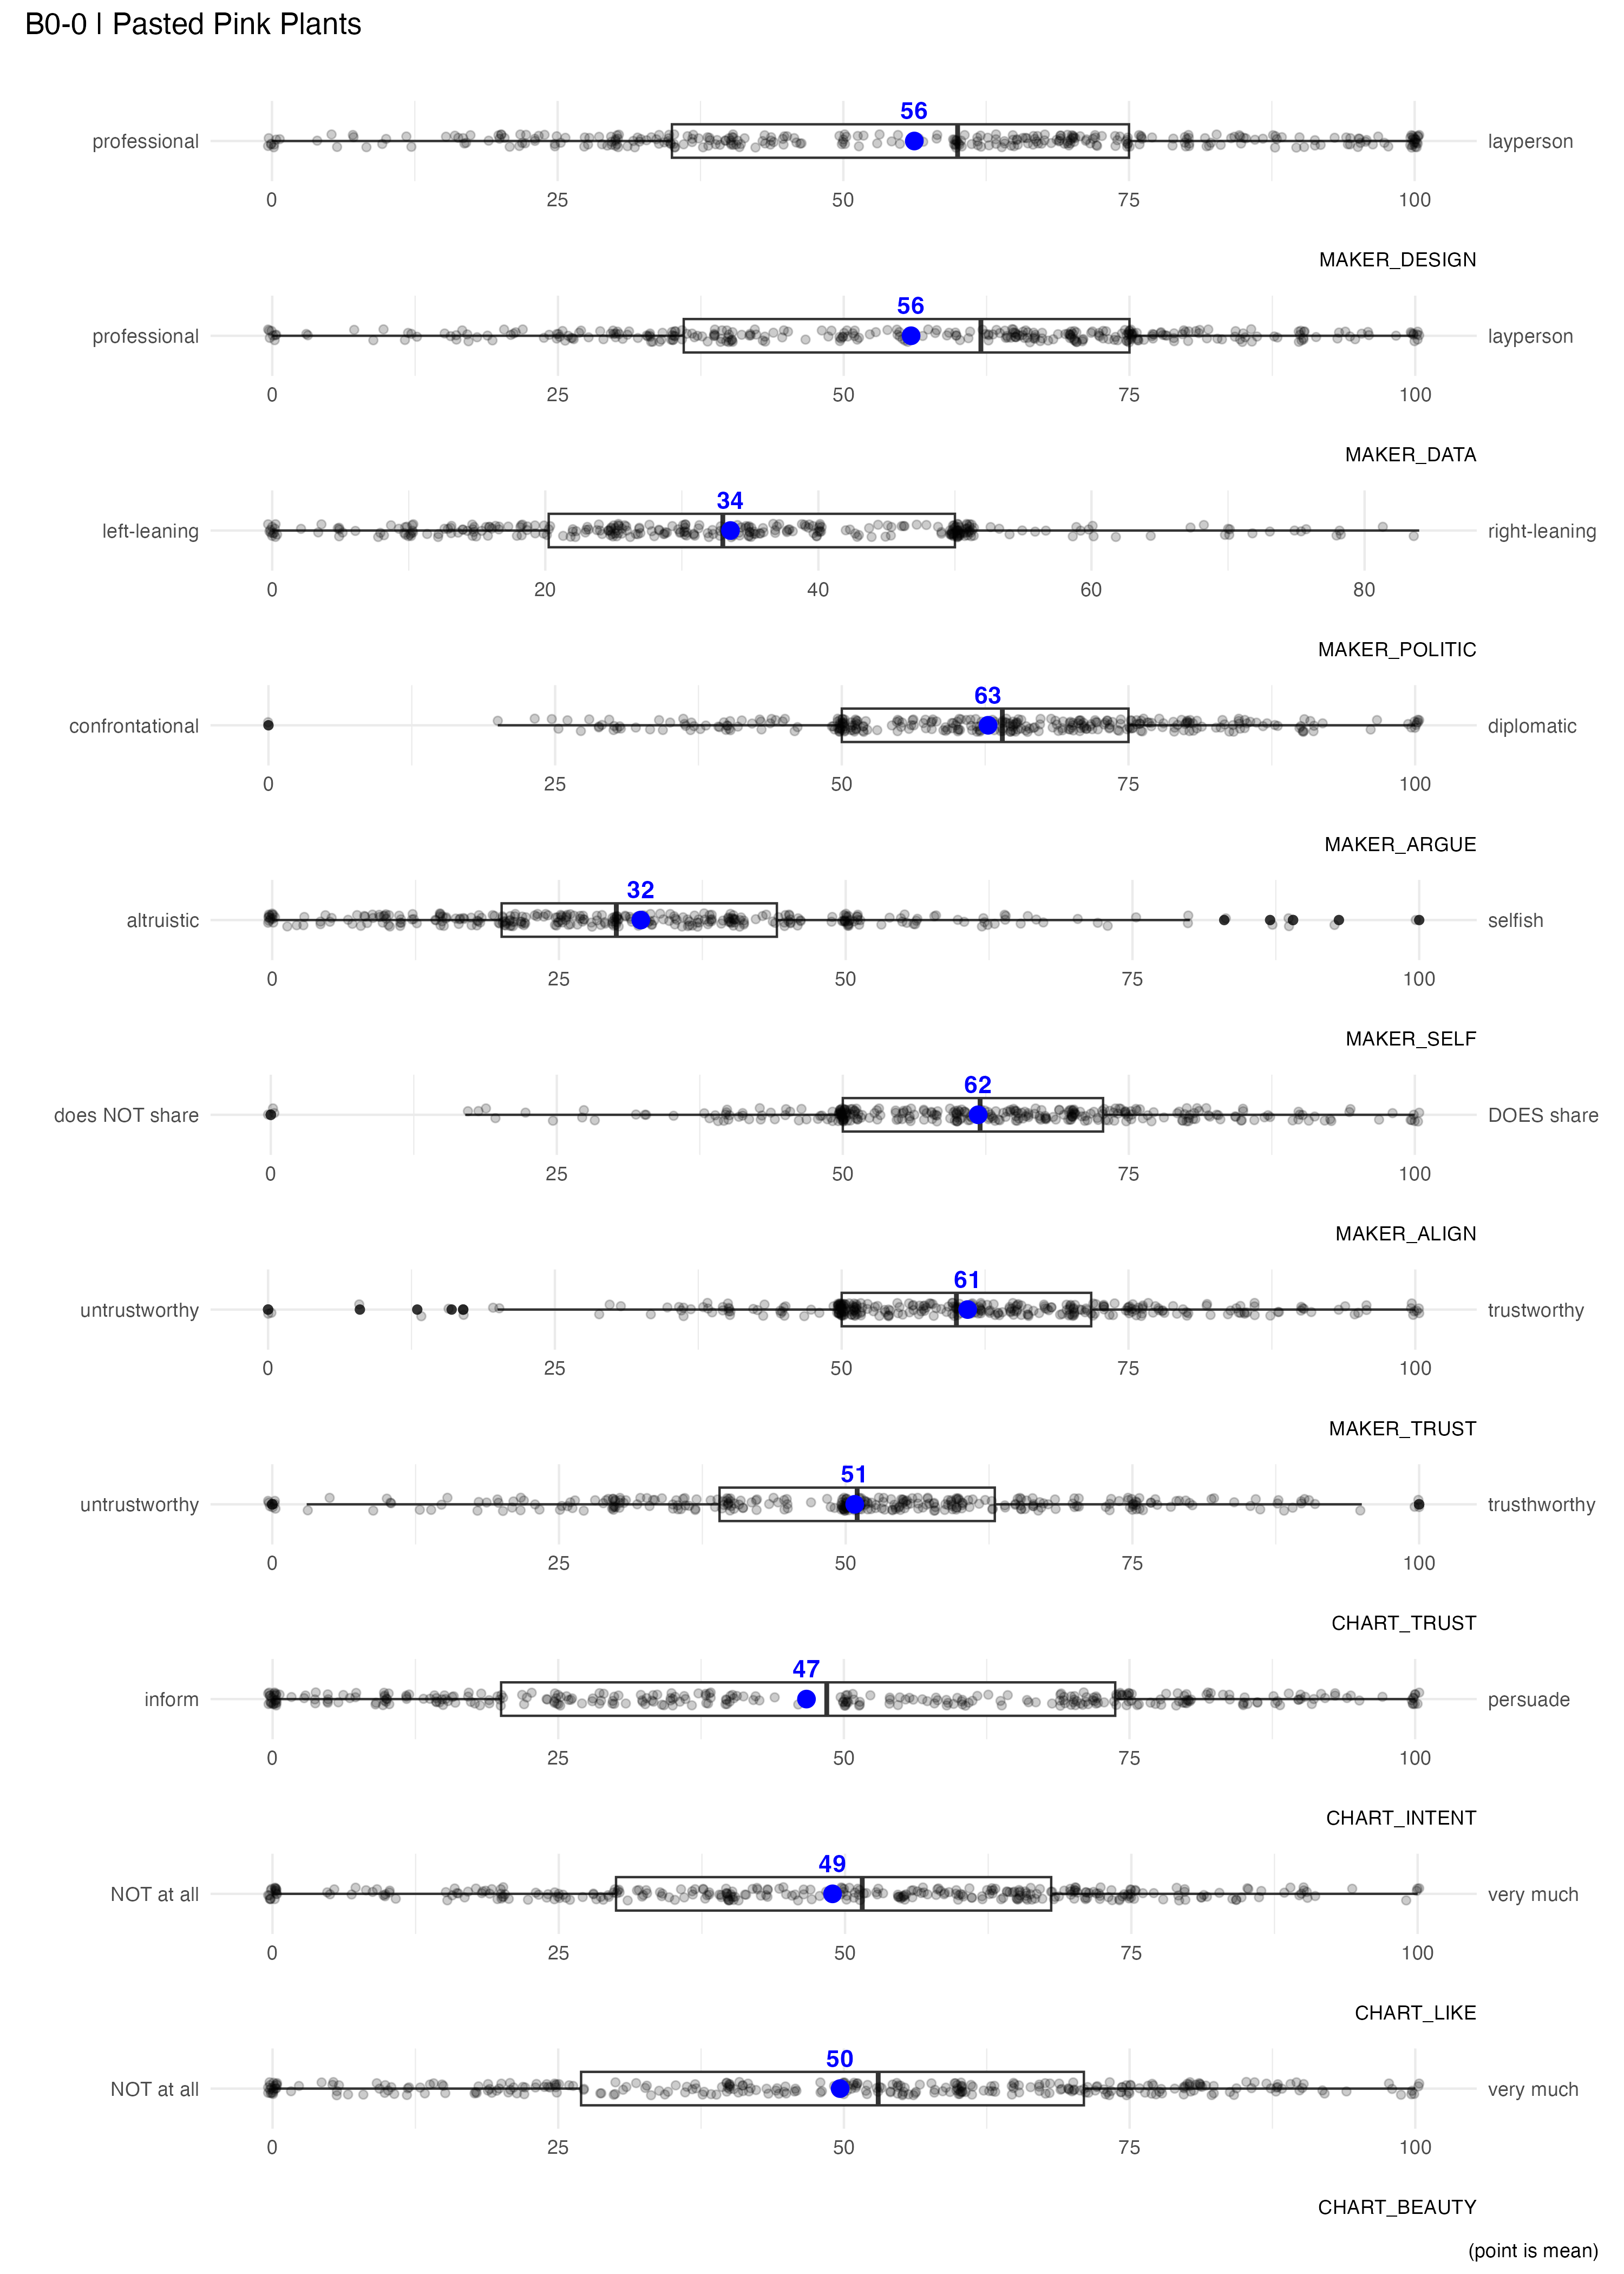 B0-0 | Pasted Pink Plants
56
professional layperson
0 25 50 75 100
MAKER_DESIGN
56
professional layperson
0 25 50 75 100
MAKER_DATA
34
left-leaning right-leaning
0 20 40 60 80
MAKER_POLITIC
63
confrontational diplomatic
0 25 50 75 100
MAKER_ARGUE
32
altruistic selfish
0 25 50 75 100
MAKER_SELF
62
does NOT share DOES share
0 25 50 75 100
MAKER_ALIGN
61
untrustworthy trustworthy
0 25 50 75 100
MAKER_TRUST
51
untrustworthy trusthworthy
0 25 50 75 100
CHART_TRUST
47
inform persuade
0 25 50 75 100
CHART_INTENT
49
NOT at all very much
0 25 50 75 100
CHART_LIKE
50
NOT at all very much
0 25 50 75 100
CHART_BEAUTY
(point is mean)